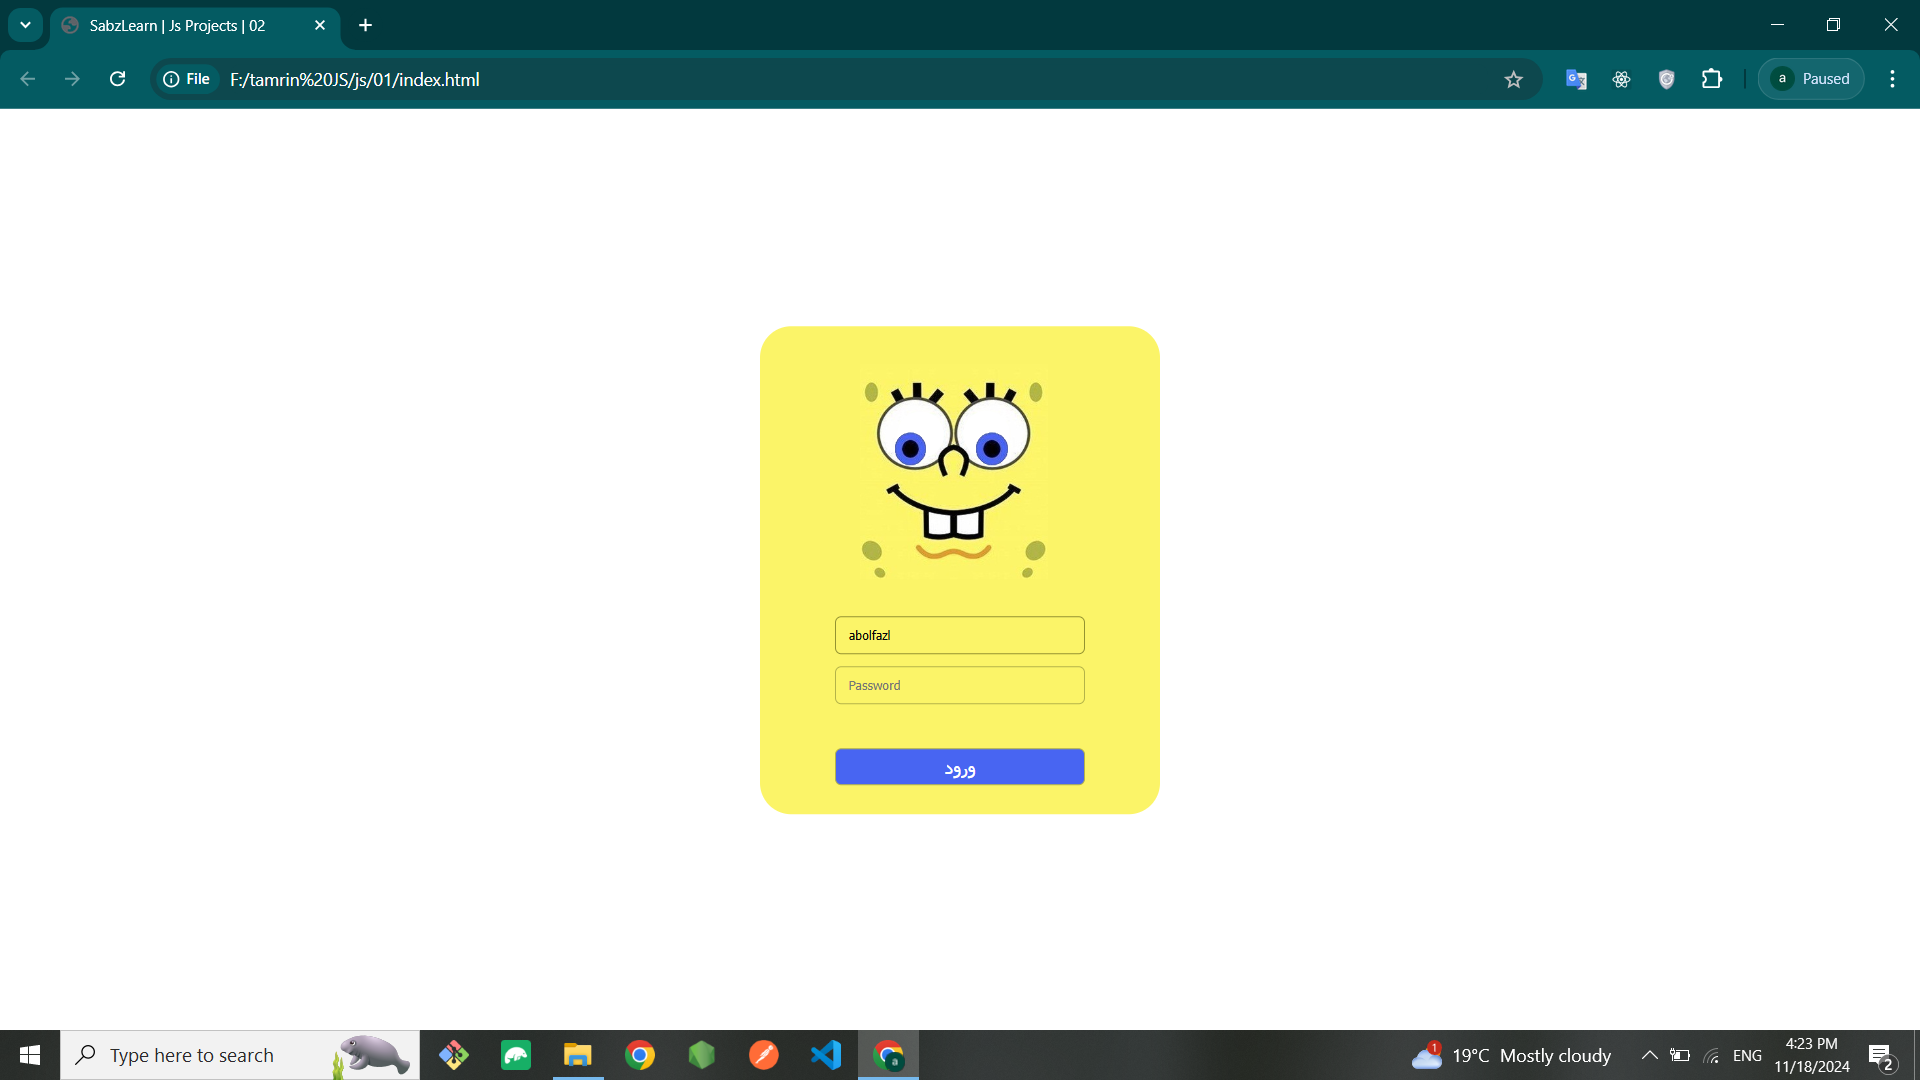 SabzLearn | Js Projects | 02
File
F:/tamrin%20JS/js/01/index.html
a
Paused
abolfazl
Password
ورود
Type here to search
a
1
19°C Mostly cloudy
ENG
4:23 PM
11/18/2024
2